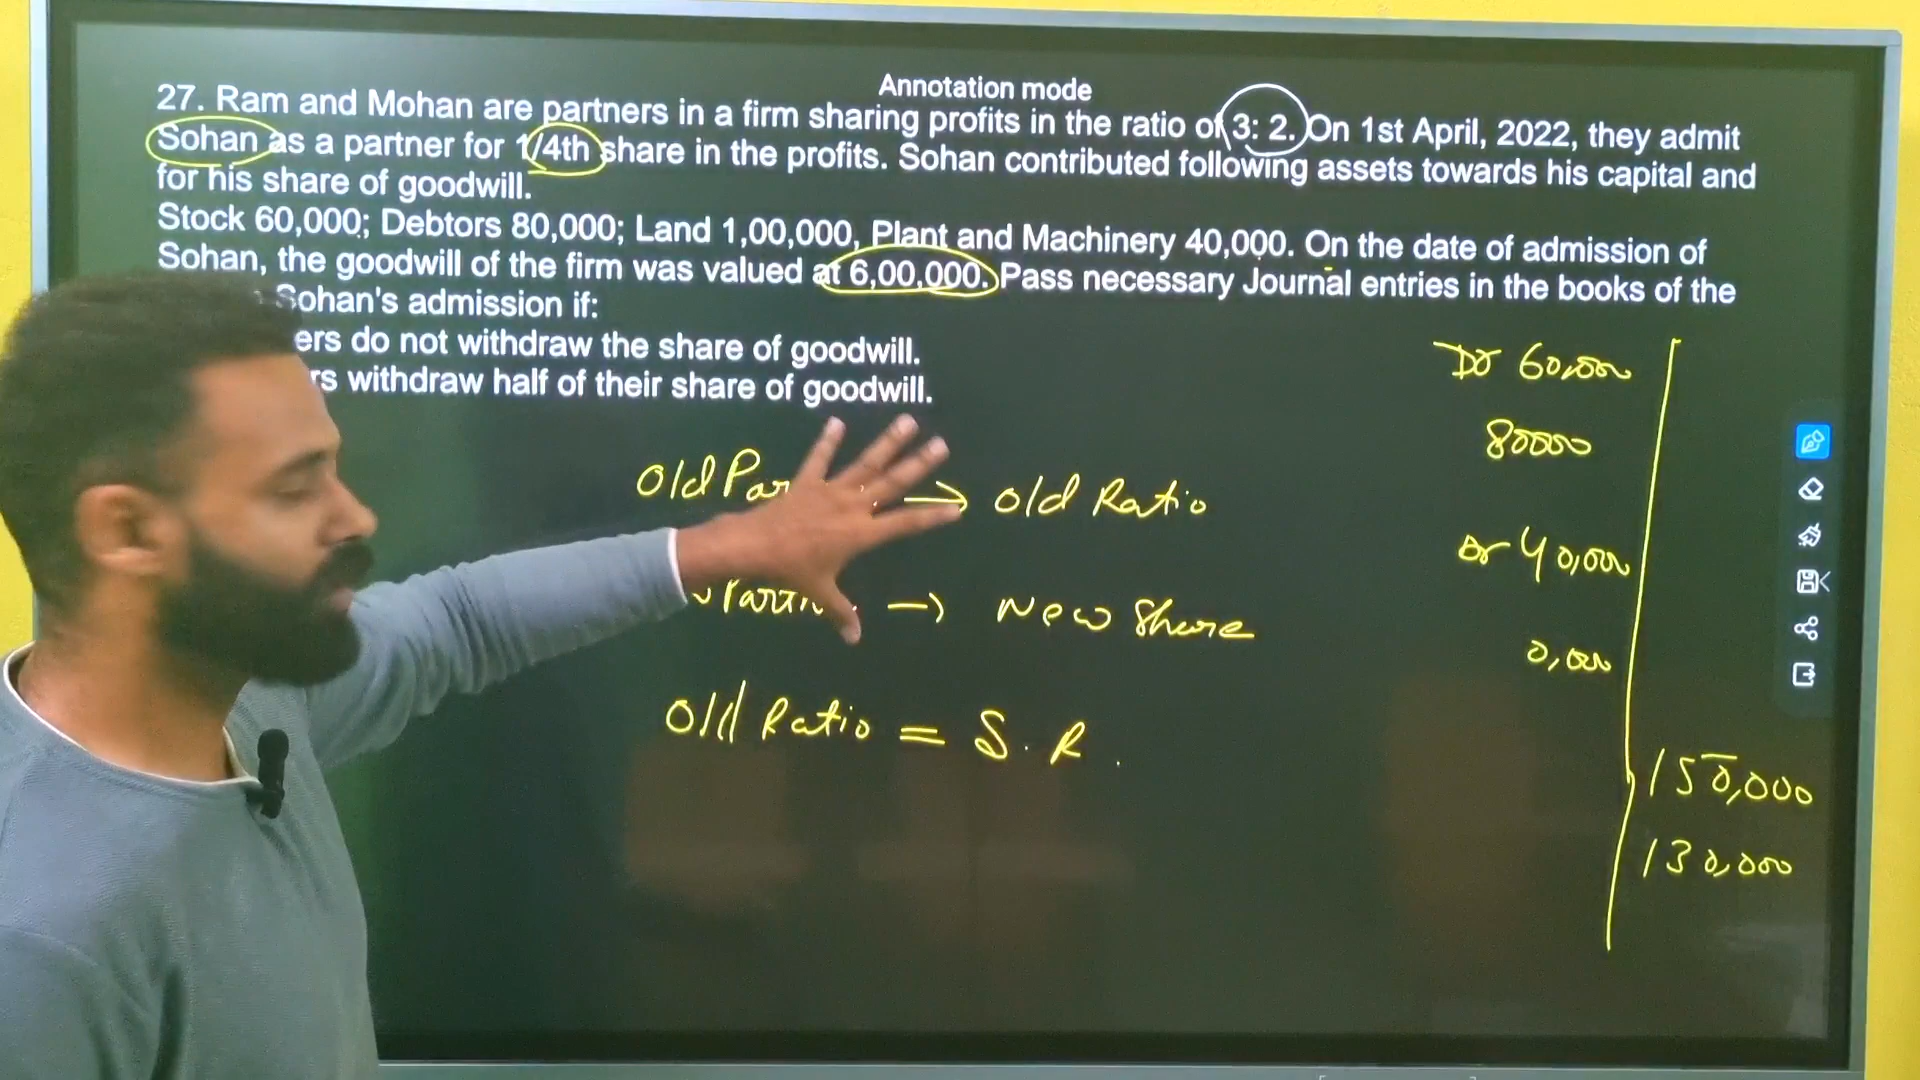 Annotation mode
27. Ram and Mohan are partners in a firm sharing profits in the ratio of 3: 2. On 1st April, 2022, they admit
Sohan as a partner for 1/4th share in the profits. Sohan contributed following assets towards his capital and
for his share of goodwill.
Stock 60,000; Debtors 80,000; Land 1,00,000, Plant and Machinery 40,000. On the date of admission of
Sohan, the goodwill of the firm was valued at 6,00,000. Pass necessary Journal entries in the books of the
Sohan's admission if:
do not withdraw the share of goodwill.
withdraw half of their share of goodwill.
Dr 60,000
80000
Old → Old Ratio
Dr 40,000
→ New Share
0,000
Old Ratio = S.R.
150,000
130,000